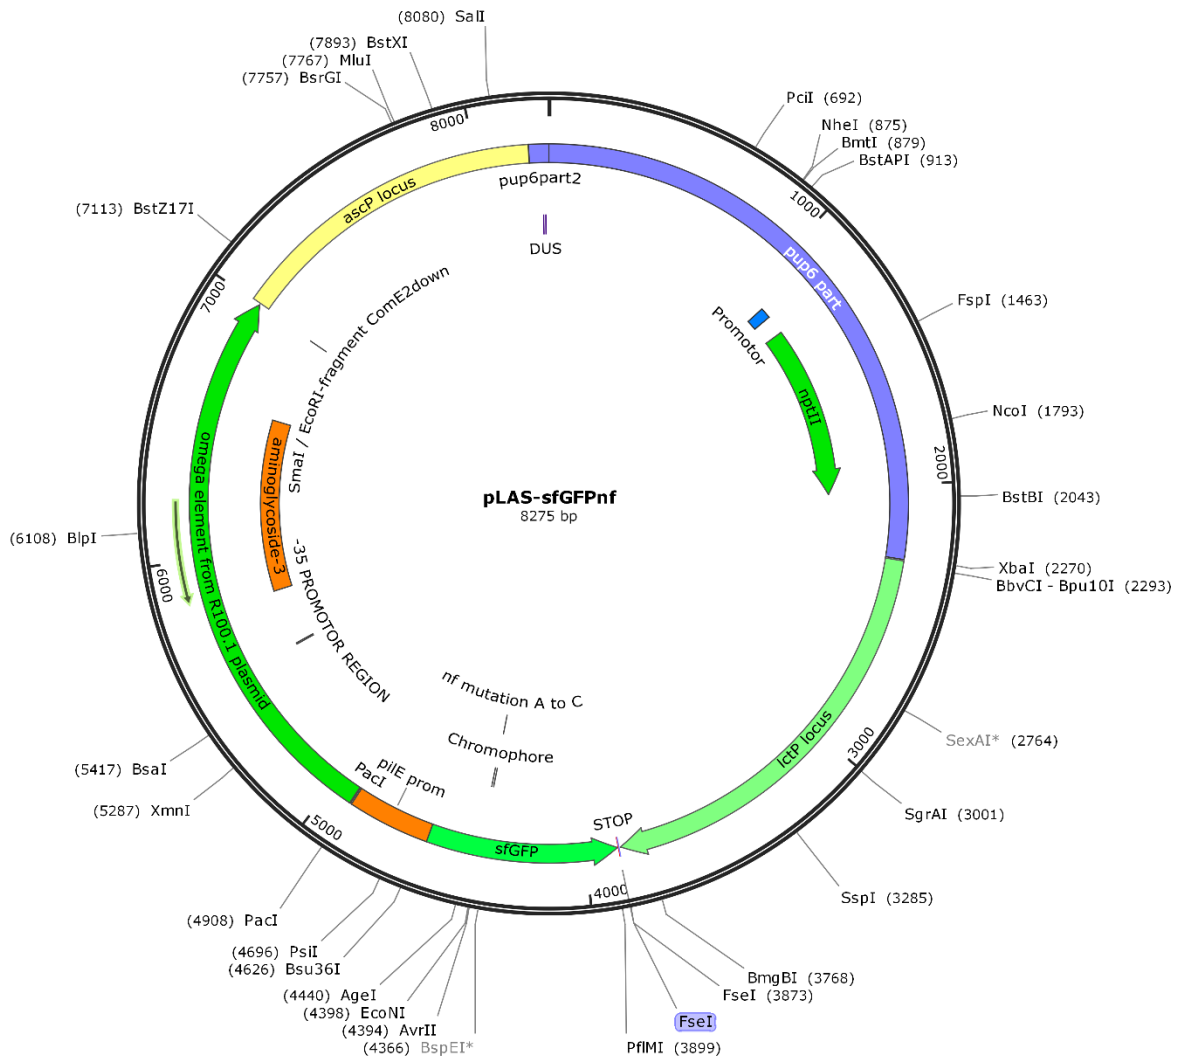 (8080) SalI
(7893) BstXI
(7767) MluI
(7757) BsrGI
8000
PciI (692)
NheI (875)
BmtI (879)
BstAPI (913)
1000
pup6part2
ascP locus
DUS
(7113) BstZ17I
7000
pup6 part
FspI (1463)
Promotor
nptII
SmaI / EcoRI-fragment ComE2down
NcoI (1793)
2000
aminoglycoside-3
omega element from R100.1 plasmid
pLAS-sfGFPnf
8275 bp
BstBI (2043)
(6108) BlpI
6000
XbaI (2270)
BbvCI - Bpu10I (2293)
-35 PROMOTOR REGION
nf mutation A to C
Chromophore
lctP locus
3000
SexAI* (2764)
(5417) BsaI
(5287) XmnI
PacI
pilE prom
SgrAI (3001)
5000
sfGFP
STOP
4000
SspI (3285)
(4908) PacI
(4696) PsiI
(4626) Bsu36I
(4440) AgeI
(4398) EcoNI
(4394) AvrII
(4366) BspEI*
BmgBI (3768)
FseI (3873)
FseI
PflMI (3899)